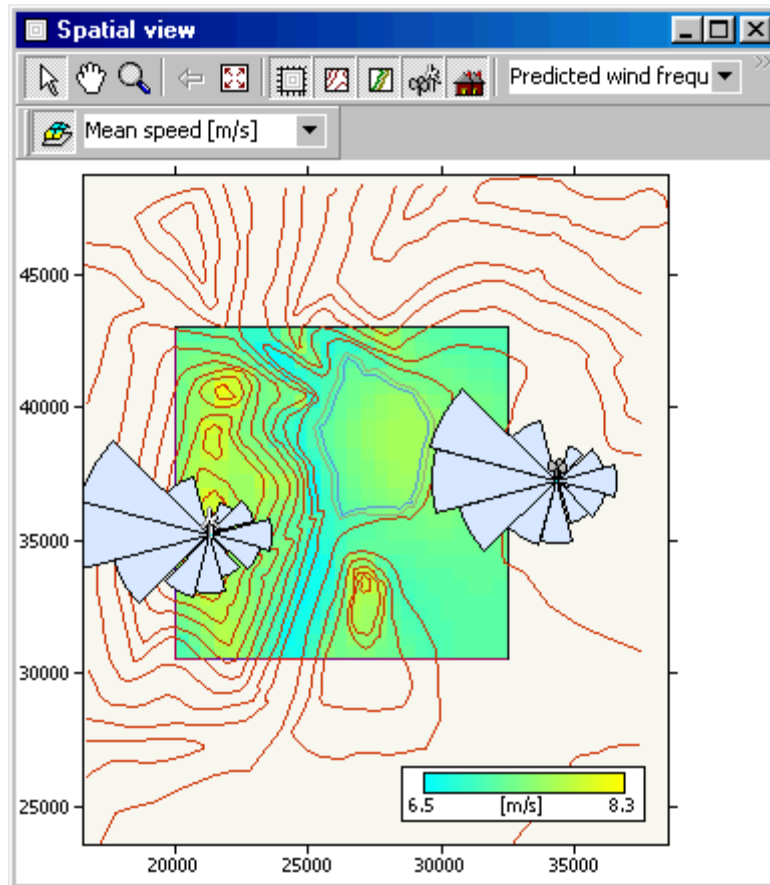 Spatial view
Predicted wind frequ
Mean speed [m/s]
45000
40000
35000
30000
25000
6.5 [m/s] 8.3
20000 25000 30000 35000